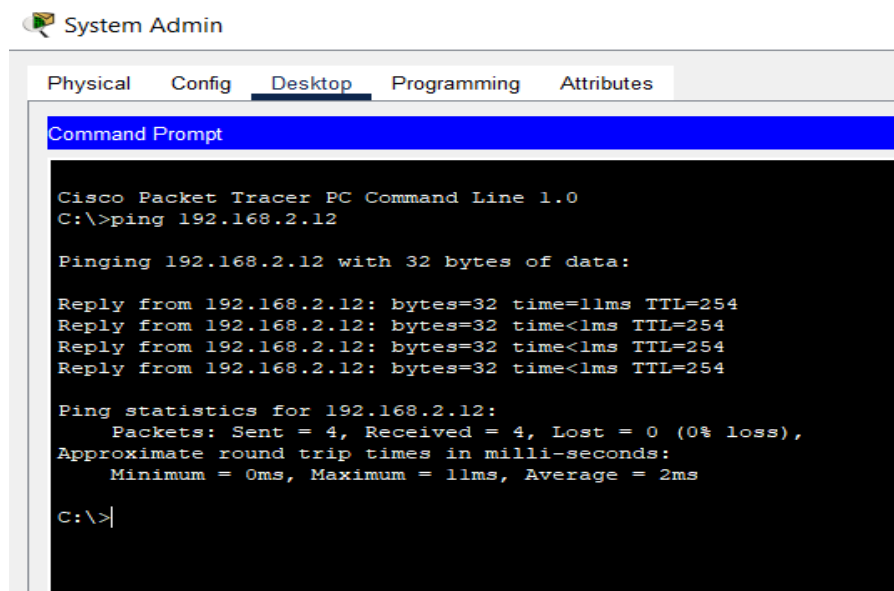 System Admin
Physical Config Desktop Programming Attributes
Command Prompt
Cisco Packet Tracer PC Command Line 1.0
C:\>ping 192.168.2.12
Pinging 192.168.2.12 with 32 bytes of data:
Reply from 192.168.2.12: bytes=32 time=11ms TTL=254
Reply from 192.168.2.12: bytes=32 time<1ms TTL=254
Reply from 192.168.2.12: bytes=32 time<1ms TTL=254
Reply from 192.168.2.12: bytes=32 time<1ms TTL=254
Ping statistics for 192.168.2.12:
Packets: Sent = 4, Received = 4, Lost = 0 (0% loss),
Approximate round trip times in milli-seconds:
Minimum = 0ms, Maximum = 11ms, Average = 2ms
C:\>